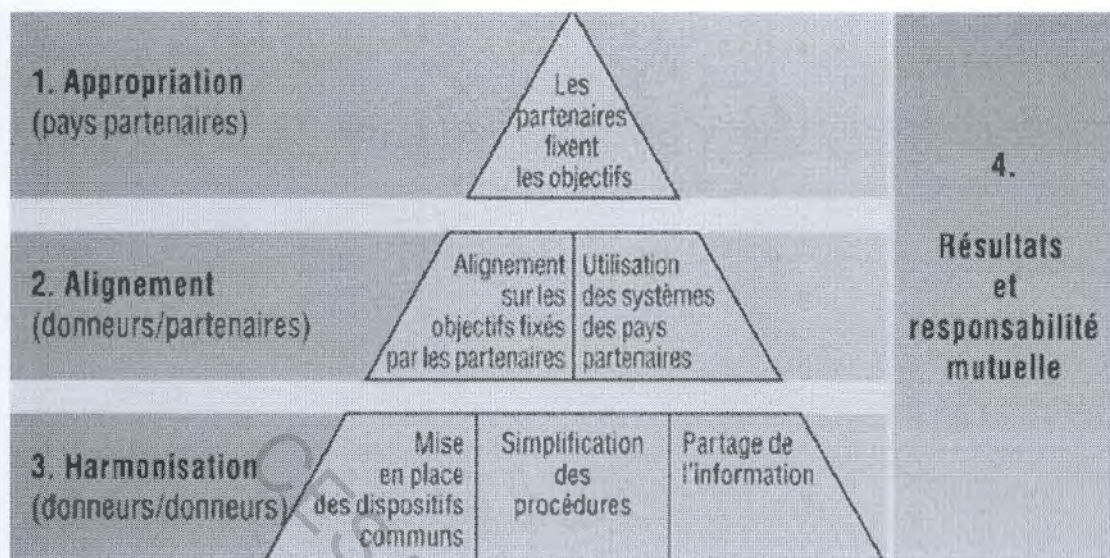 1. Appropriation
(pays partenaires)
Les
partenaires
fixent
les objectifs
2. Alignement
(donneurs/partenaires)
Alignement
sur les
objectifs fixés
par les partenaires
Utilisation
des systèmes
des pays
partenaires
3. Harmonisation
(donneurs/donneurs)
Mise
en place
des dispositifs
communs
Simplification
des
procédures
Partage de
l'information
4.
Résultats
et
responsabilité
mutuelle